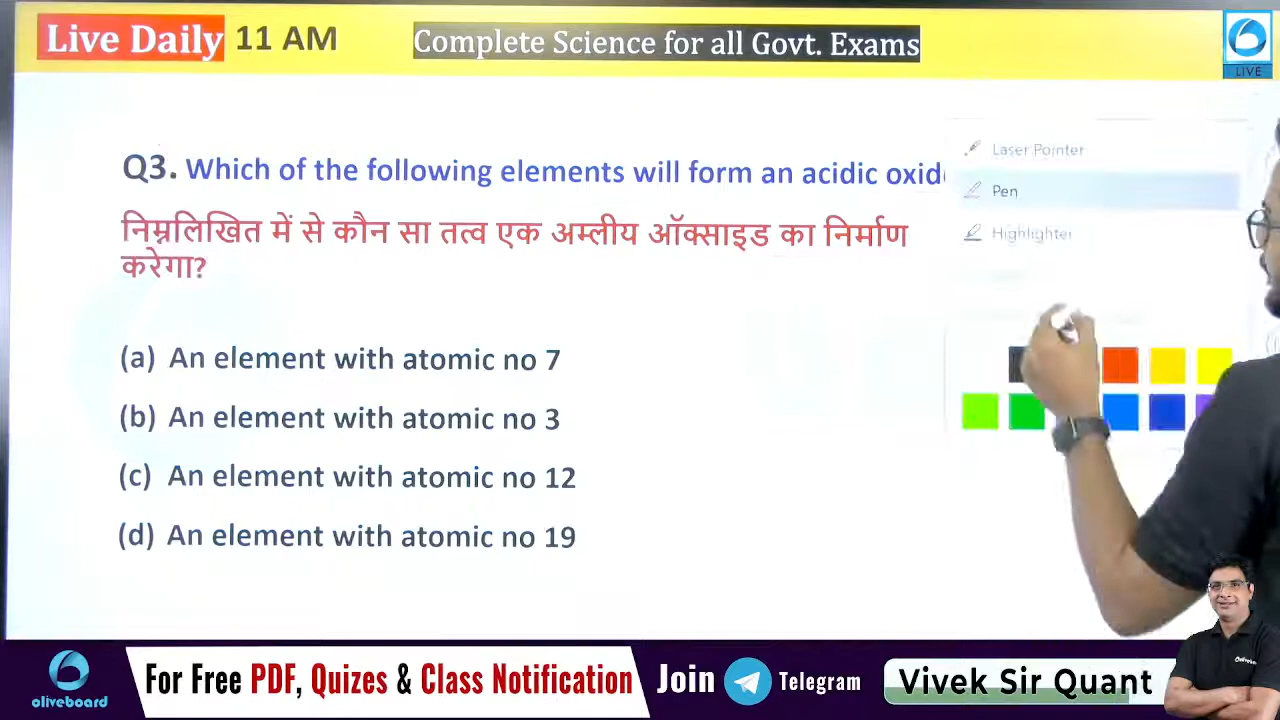 Live Daily 11 AM
Complete Science for all Govt. Exams
LIVE
Q3. Which of the following elements will form an acidic oxid
निम्नलिखित में से कौन सा तत्व एक अम्लीय ऑक्साइड का निर्माण
करेगा?
Laser Pointer
Pen
Highlighter
(a) An element with atomic no 7
(b) An element with atomic no 3
(c) An element with atomic no 12
(d) An element with atomic no 19
oliveboard
For Free PDF, Quizes & Class Notification
Join Telegram
Vivek Sir Quant